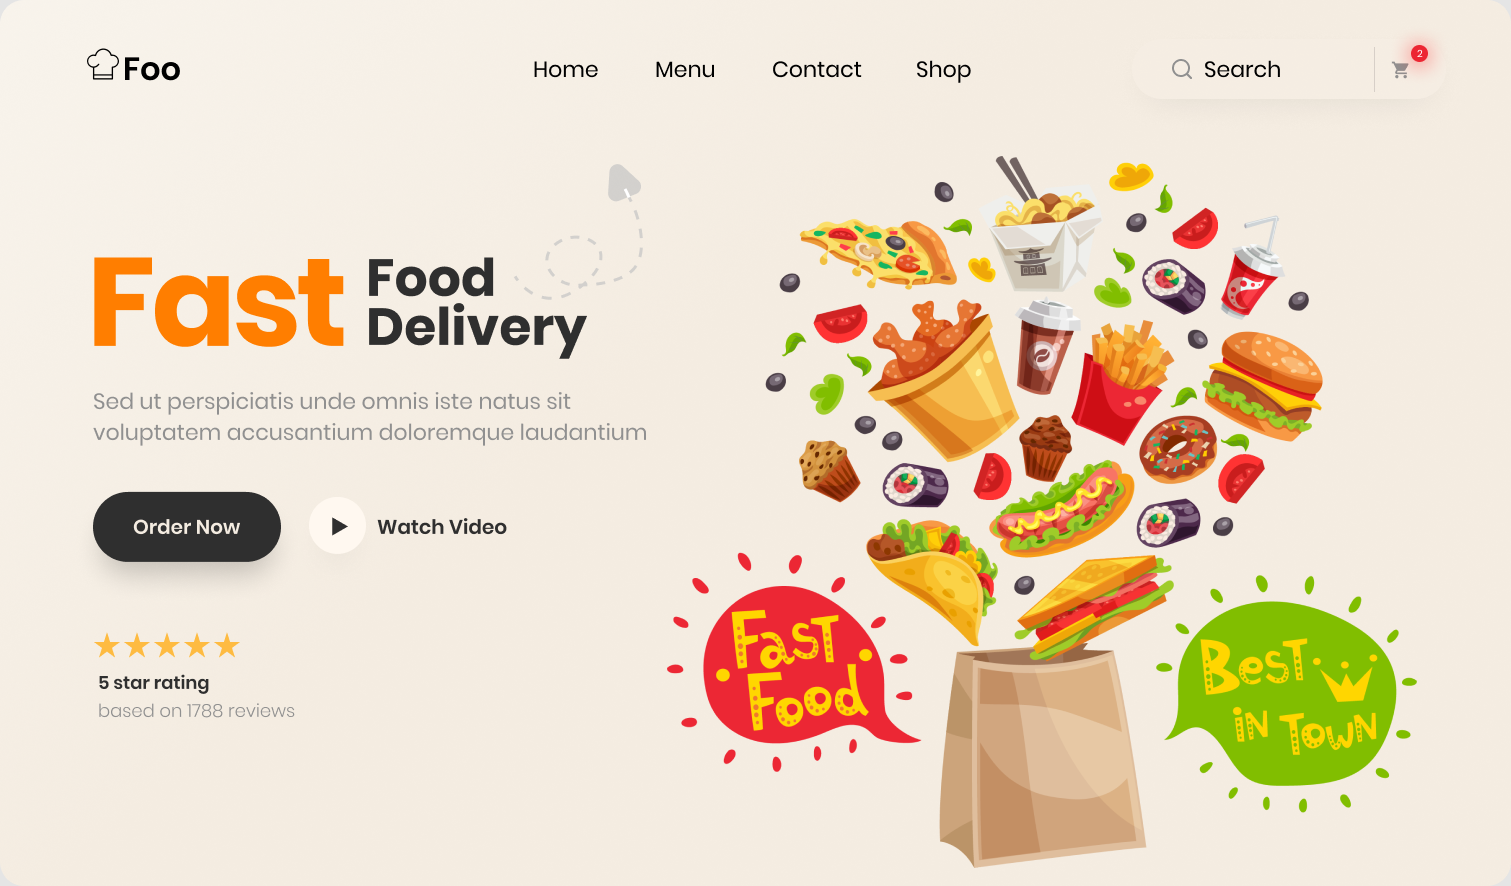 Foo
Home Menu Contact Shop
Search
2
Fast Food Delivery
Sed ut perspiciatis unde omnis iste natus sit
voluptatem accusantium doloremque laudantium
Order Now
Watch Video
5 star rating
based on 1788 reviews
Fast
Food
Best
in Town